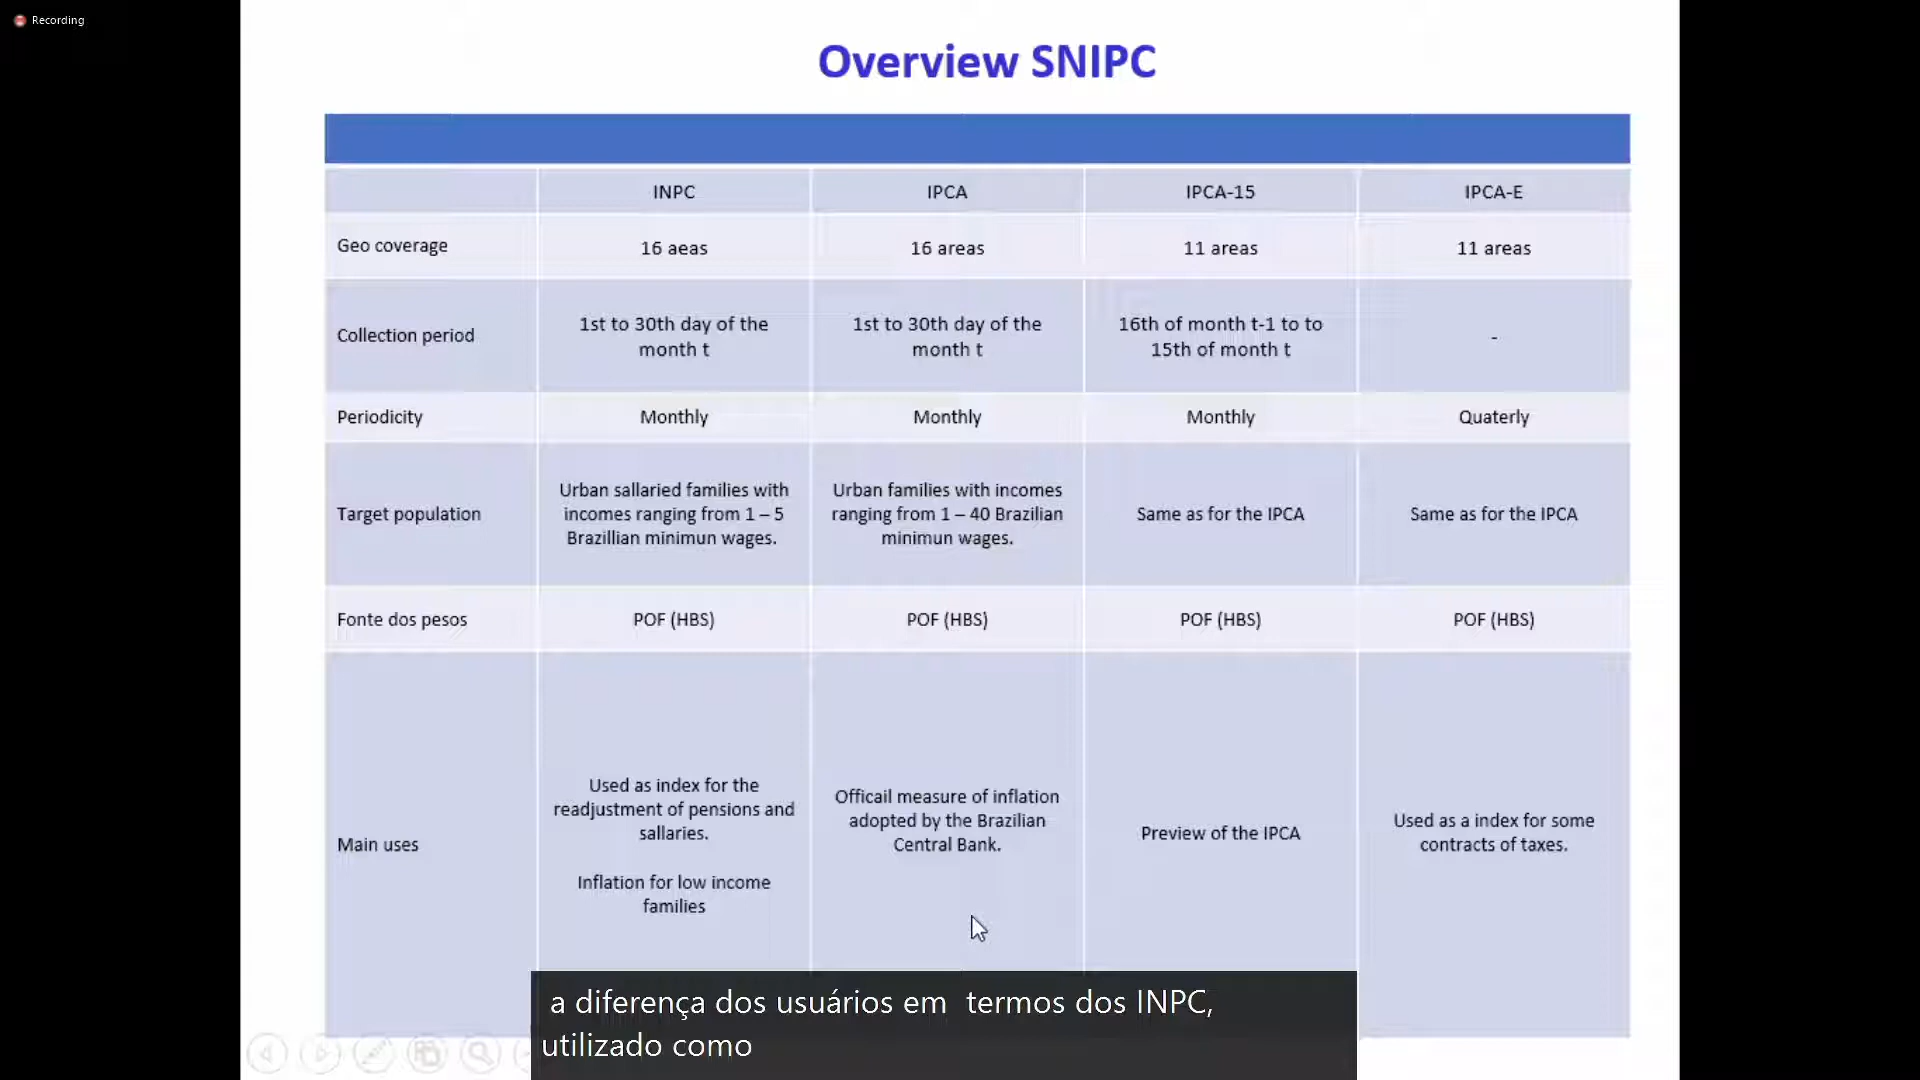 Recording
Overview SNIPC
INPC IPCA IPCA-15 IPCA-E
Geo coverage 16 aeas 16 areas 11 areas 11 areas
Collection period
1st to 30th day of the
month t
1st to 30th day of the
month t
16th of month t-1 to to
15th of month t
-
Periodicity Monthly Monthly Monthly Quaterly
Target population
Urban sallaried families with
incomes ranging from 1 – 5
Brazillian minimun wages.
Urban families with incomes
ranging from 1 – 40 Brazilian
minimun wages.
Same as for the IPCA
Same as for the IPCA
Fonte dos pesos POF (HBS) POF (HBS) POF (HBS) POF (HBS)
Main uses
Used as index for the
readjustment of pensions and
sallaries.
Inflation for low income
families
Officail measure of inflation
adopted by the Brazilian
Central Bank.
Preview of the IPCA
Used as a index for some
contracts of taxes.
a diferença dos usuários em termos dos INPC,
utilizado como